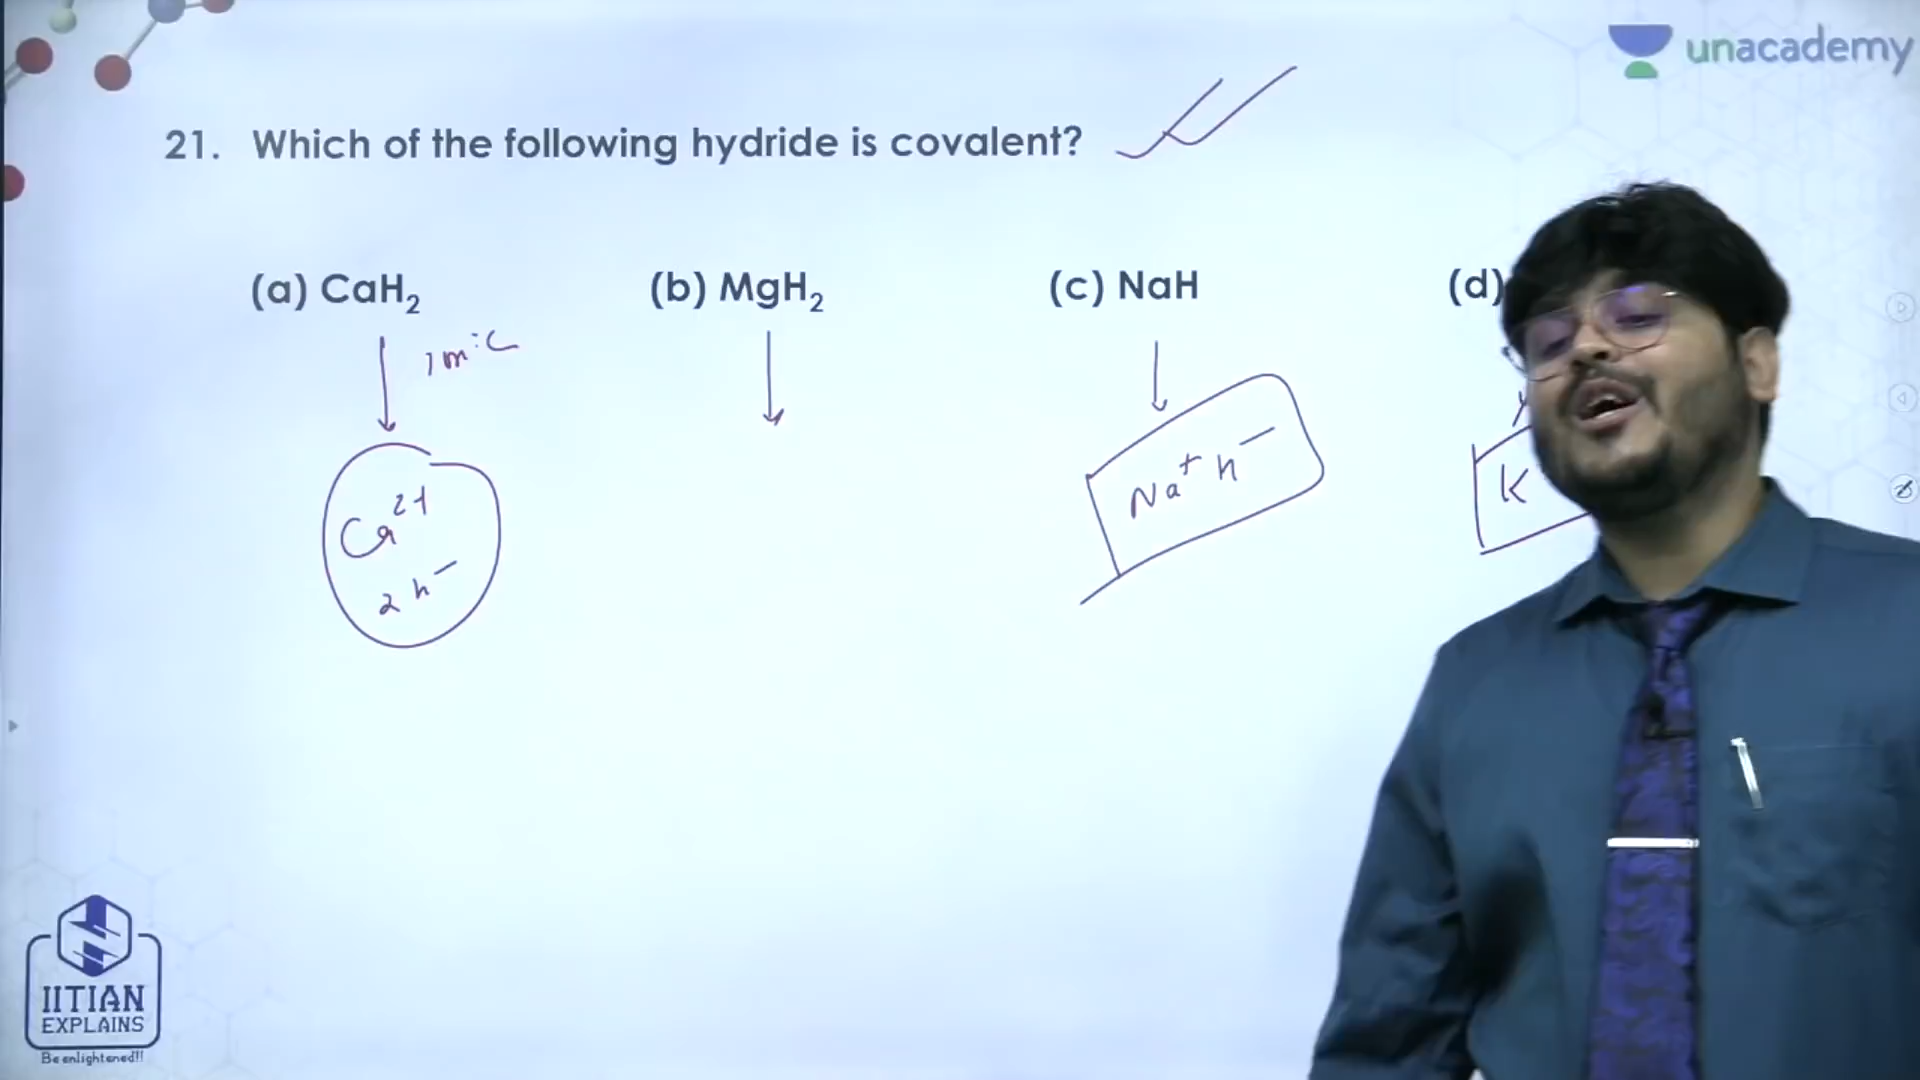 unacademy
21. Which of the following hydride is covalent?
(a) CaH₂ (b) MgH₂ (c) NaH (d)
Ca²⁺
2 h⁻
Na⁺ h⁻
K
IITIAN
EXPLAINS
Be enlightened!!